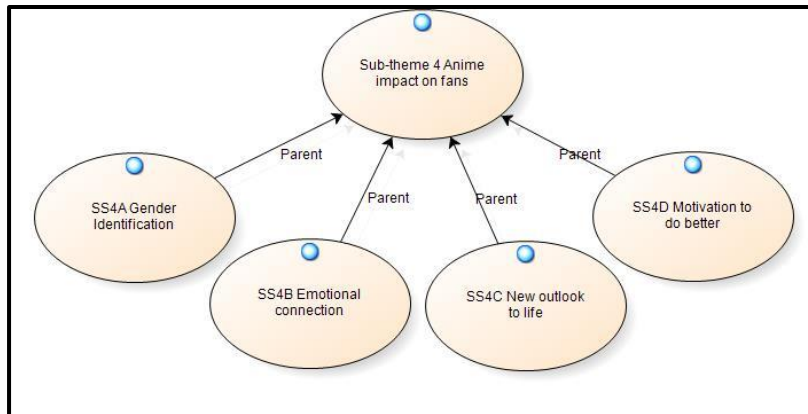 Sub-theme 4 Anime
impact on fans
Parent
Parent
Parent
Parent
SS4A Gender
Identification
SS4B Emotional
connection
SS4C New outlook
to life
SS4D Motivation to
do better